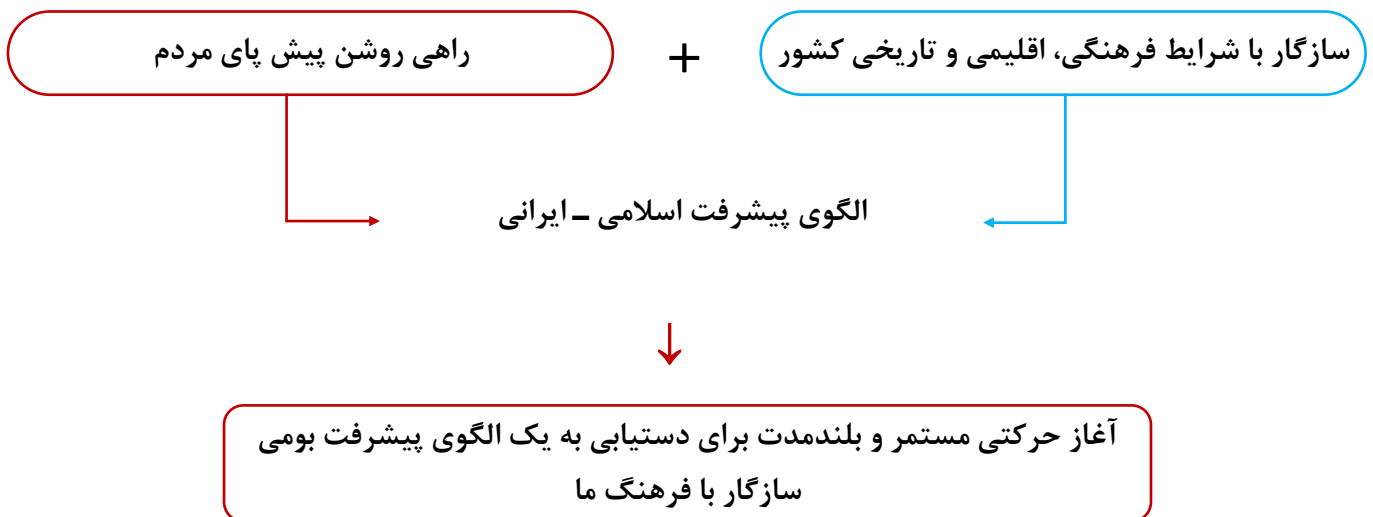 سازگار با شرایط فرهنگی، اقلیمی و تاریخی کشور
+
راهی روشن پیش پای مردم
الگوی پیشرفت اسلامی ـ ایرانی
آغاز حرکتی مستمر و بلندمدت برای دستیابی به یک الگوی پیشرفت بومی
سازگار با فرهنگ ما